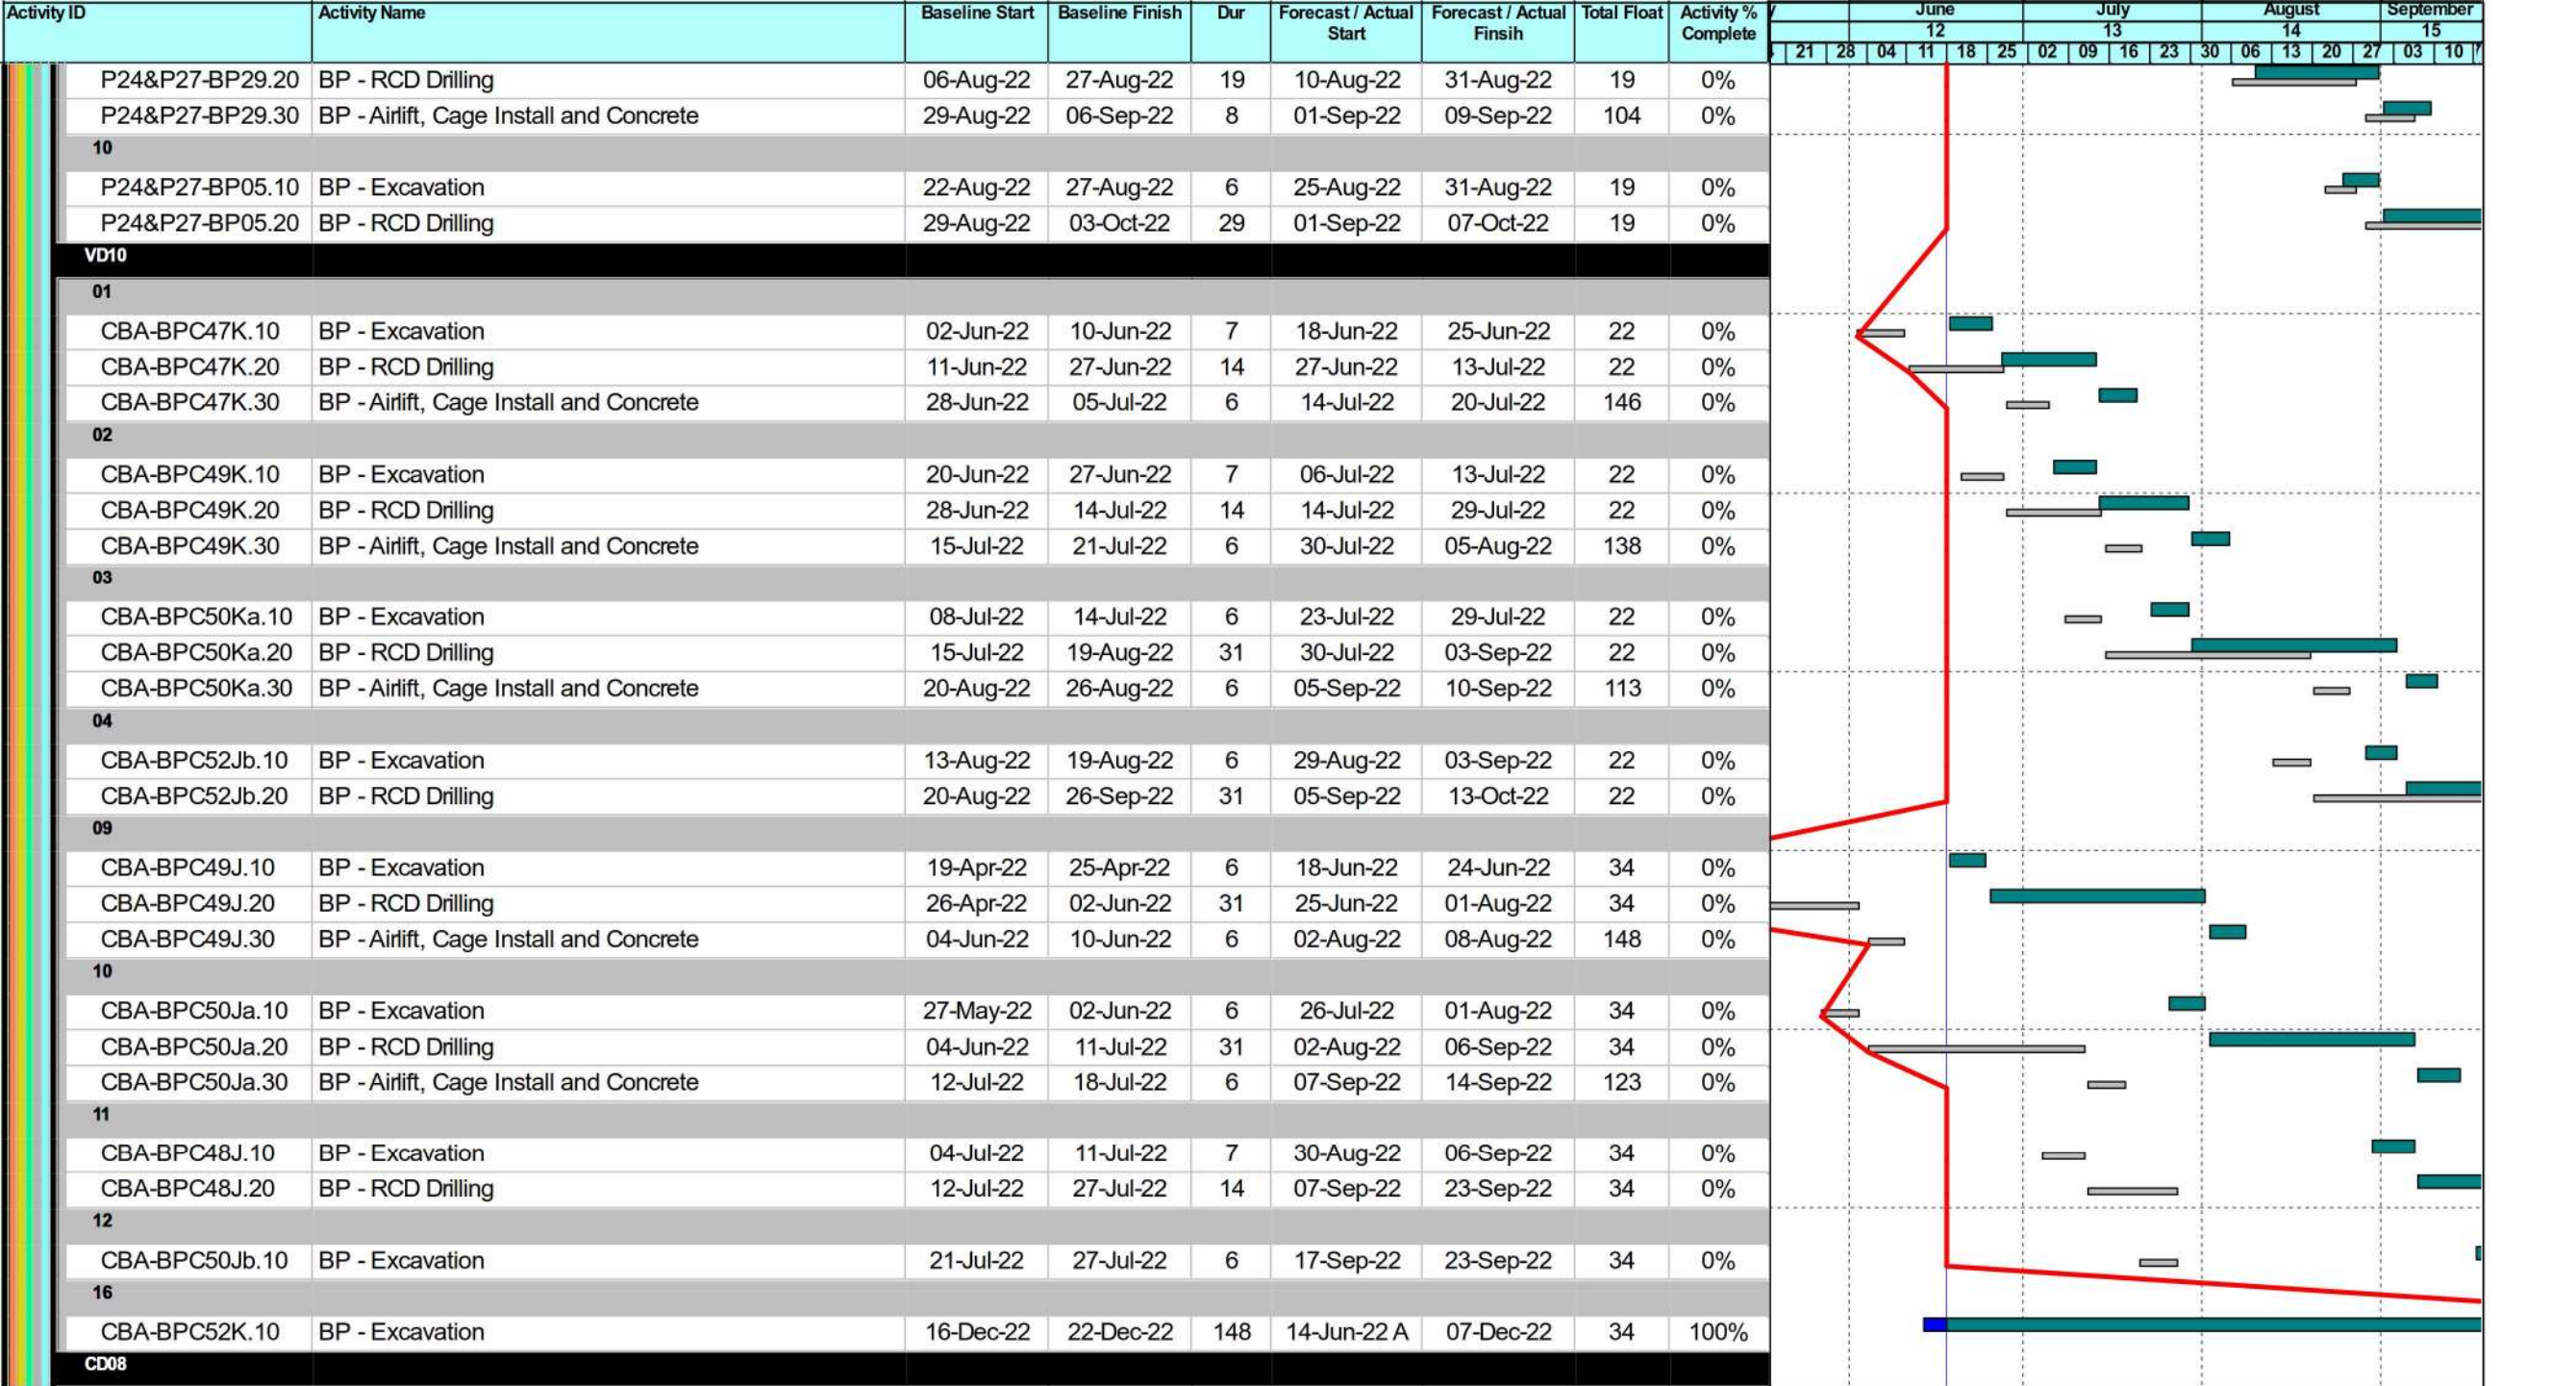 Activity ID Activity Name Baseline Start Baseline Finish Dur Forecast / Actual Start Forecast / Actual Finsih Total Float Activity % Complete
June July August September
12 13 14 15
21 28 04 11 18 25 02 09 16 23 30 06 13 20 27 03 10
P24&P27-BP29.20 BP - RCD Drilling 06-Aug-22 27-Aug-22 19 10-Aug-22 31-Aug-22 19 0%
P24&P27-BP29.30 BP - Airlift, Cage Install and Concrete 29-Aug-22 06-Sep-22 8 01-Sep-22 09-Sep-22 104 0%
10
P24&P27-BP05.10 BP - Excavation 22-Aug-22 27-Aug-22 6 25-Aug-22 31-Aug-22 19 0%
P24&P27-BP05.20 BP - RCD Drilling 29-Aug-22 03-Oct-22 29 01-Sep-22 07-Oct-22 19 0%
VD10
01
CBA-BPC47K.10 BP - Excavation 02-Jun-22 10-Jun-22 7 18-Jun-22 25-Jun-22 22 0%
CBA-BPC47K.20 BP - RCD Drilling 11-Jun-22 27-Jun-22 14 27-Jun-22 13-Jul-22 22 0%
CBA-BPC47K.30 BP - Airlift, Cage Install and Concrete 28-Jun-22 05-Jul-22 6 14-Jul-22 20-Jul-22 146 0%
02
CBA-BPC49K.10 BP - Excavation 20-Jun-22 27-Jun-22 7 06-Jul-22 13-Jul-22 22 0%
CBA-BPC49K.20 BP - RCD Drilling 28-Jun-22 14-Jul-22 14 14-Jul-22 29-Jul-22 22 0%
CBA-BPC49K.30 BP - Airlift, Cage Install and Concrete 15-Jul-22 21-Jul-22 6 30-Jul-22 05-Aug-22 138 0%
03
CBA-BPC50Ka.10 BP - Excavation 08-Jul-22 14-Jul-22 6 23-Jul-22 29-Jul-22 22 0%
CBA-BPC50Ka.20 BP - RCD Drilling 15-Jul-22 19-Aug-22 31 30-Jul-22 03-Sep-22 22 0%
CBA-BPC50Ka.30 BP - Airlift, Cage Install and Concrete 20-Aug-22 26-Aug-22 6 05-Sep-22 10-Sep-22 113 0%
04
CBA-BPC52Jb.10 BP - Excavation 13-Aug-22 19-Aug-22 6 29-Aug-22 03-Sep-22 22 0%
CBA-BPC52Jb.20 BP - RCD Drilling 20-Aug-22 26-Sep-22 31 05-Sep-22 13-Oct-22 22 0%
09
CBA-BPC49J.10 BP - Excavation 19-Apr-22 25-Apr-22 6 18-Jun-22 24-Jun-22 34 0%
CBA-BPC49J.20 BP - RCD Drilling 26-Apr-22 02-Jun-22 31 25-Jun-22 01-Aug-22 34 0%
CBA-BPC49J.30 BP - Airlift, Cage Install and Concrete 04-Jun-22 10-Jun-22 6 02-Aug-22 08-Aug-22 148 0%
10
CBA-BPC50Ja.10 BP - Excavation 27-May-22 02-Jun-22 6 26-Jul-22 01-Aug-22 34 0%
CBA-BPC50Ja.20 BP - RCD Drilling 04-Jun-22 11-Jul-22 31 02-Aug-22 06-Sep-22 34 0%
CBA-BPC50Ja.30 BP - Airlift, Cage Install and Concrete 12-Jul-22 18-Jul-22 6 07-Sep-22 14-Sep-22 123 0%
11
CBA-BPC48J.10 BP - Excavation 04-Jul-22 11-Jul-22 7 30-Aug-22 06-Sep-22 34 0%
CBA-BPC48J.20 BP - RCD Drilling 12-Jul-22 27-Jul-22 14 07-Sep-22 23-Sep-22 34 0%
12
CBA-BPC50Jb.10 BP - Excavation 21-Jul-22 27-Jul-22 6 17-Sep-22 23-Sep-22 34 0%
16
CBA-BPC52K.10 BP - Excavation 16-Dec-22 22-Dec-22 148 14-Jun-22 A 07-Dec-22 34 100%
CD08